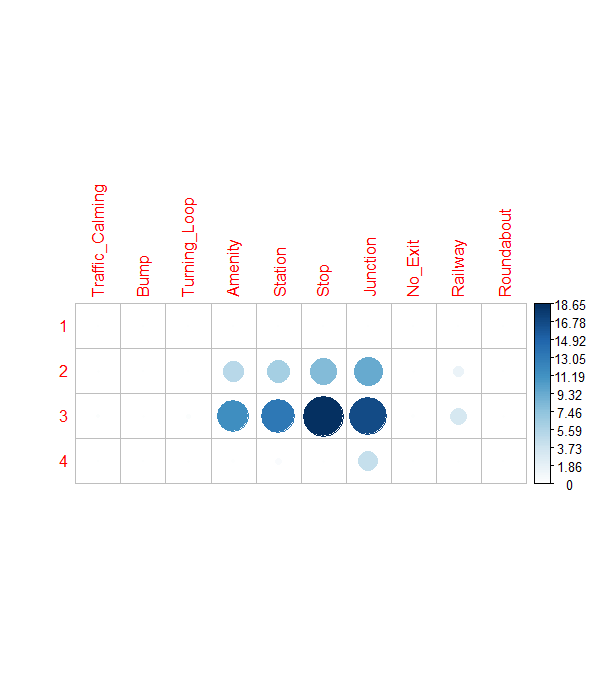 Traffic_Calming
Bump
Turning_Loop
Amenity
Station
Stop
Junction
No_Exit
Railway
Roundabout
1
2
3
4
18.65
16.78
14.92
13.05
11.19
9.32
7.46
5.59
3.73
1.86
0